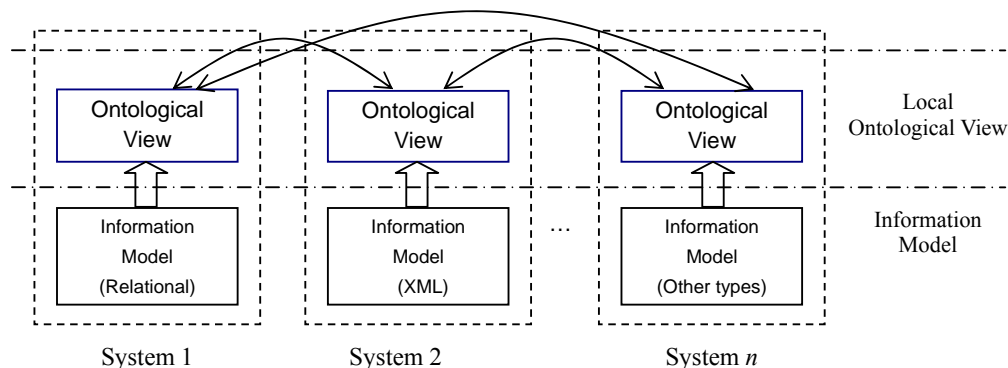 Ontological
View
Ontological
View
Ontological
View
Local
Ontological View
Information
Model
(Relational)
Information
Model
(XML)
...
Information
Model
(Other types)
Information
Model
System 1
System 2
System n